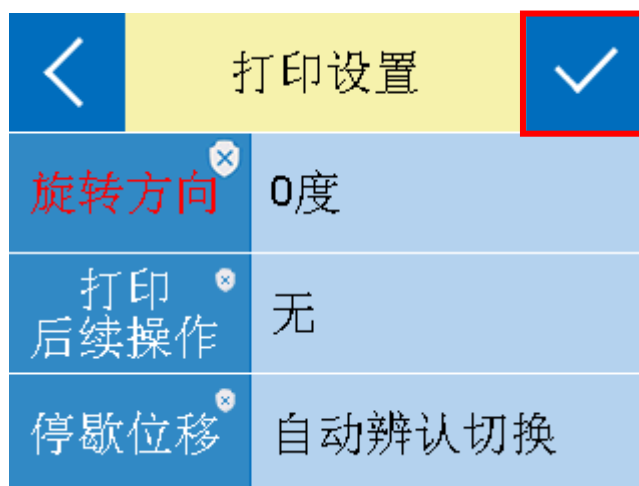 打印设置
旋转方向
0度
打印
后续操作
无
停歇位移
自动辨认切换